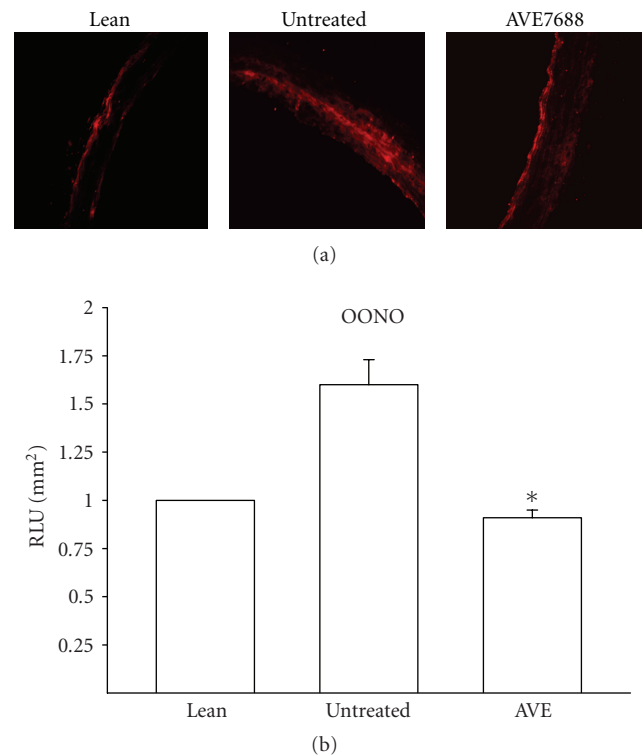 Lean Untreated AVE7688
(a)
OONO
RLU (mm²)
2
1.75
1.5
1.25
1
0.75
0.5
0.25
*
Lean Untreated AVE
(b)